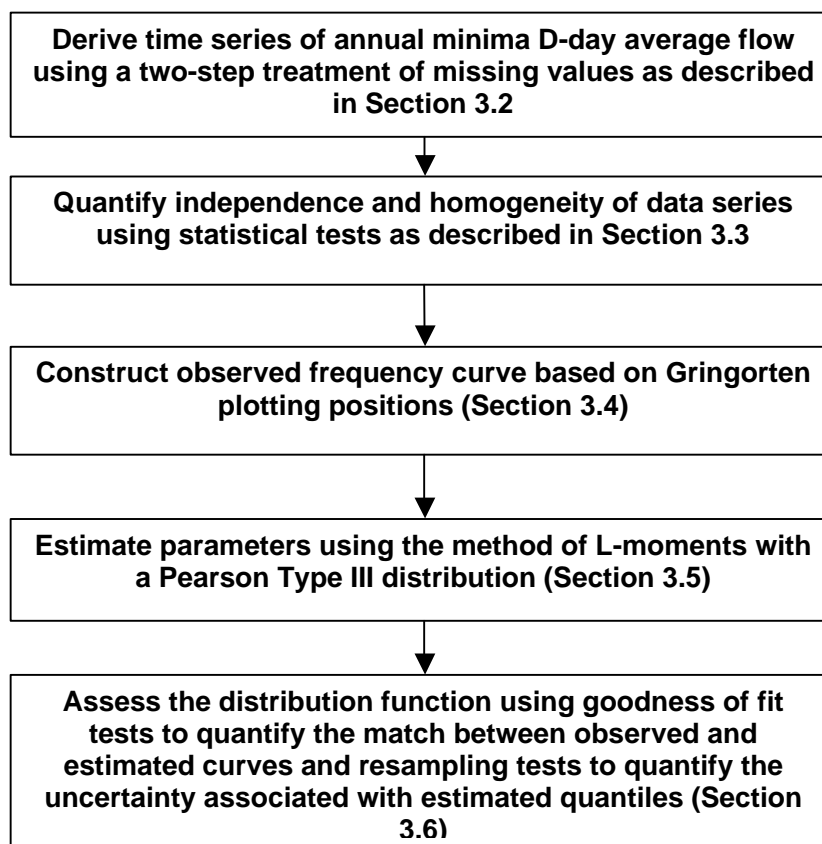 Derive time series of annual minima D-day average flow
using a two-step treatment of missing values as described
in Section 3.2
Quantify independence and homogeneity of data series
using statistical tests as described in Section 3.3
Construct observed frequency curve based on Gringorten
plotting positions (Section 3.4)
Estimate parameters using the method of L-moments with
a Pearson Type III distribution (Section 3.5)
Assess the distribution function using goodness of fit
tests to quantify the match between observed and
estimated curves and resampling tests to quantify the
uncertainty associated with estimated quantiles (Section
3.6)